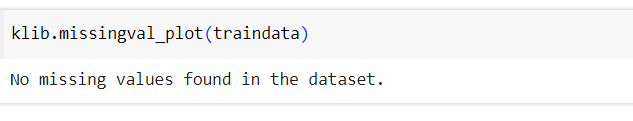 klib.missingval_plot(traindata)
No missing values found in the dataset.